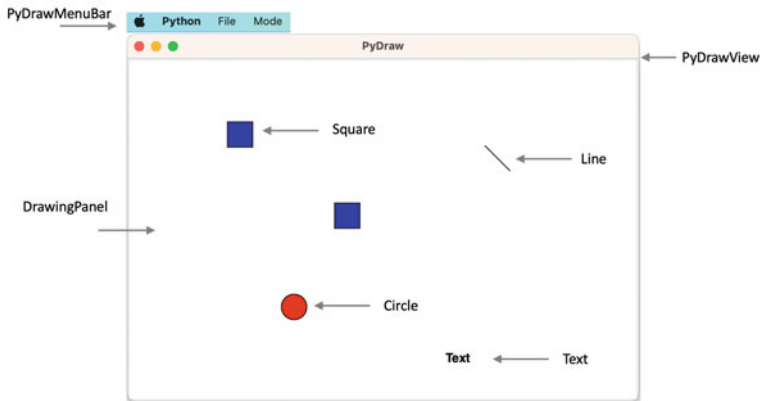 PyDrawMenuBar
Python File Mode
PyDraw
PyDrawView
Square
Line
DrawingPanel
Circle
Text
Text